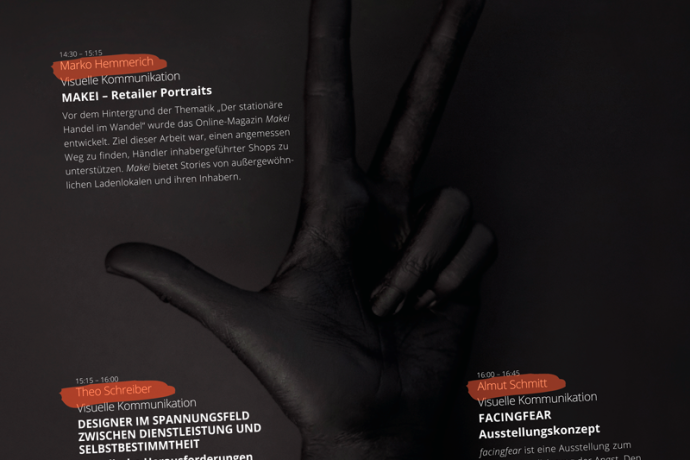 14:30 – 15:15
Marko Hemmerich
Visuelle Kommunikation
MAKEI – Retailer Portraits
Vor dem Hintergrund der Thematik „Der stationäre
Handel im Wandel“ wurde das Online-Magazin Makei
entwickelt. Ziel dieser Arbeit war, einen angemessen
Weg zu finden, Händler inhabergeführter Shops zu
unterstützen. Makei bietet Stories von außergewöhn-
lichen Ladenlokalen und ihren Inhabern.
15:15 – 16:00
Theo Schreiber
Visuelle Kommunikation
DESIGNER IM SPANNUNGSFELD
ZWISCHEN DIENSTLEISTUNG UND
SELBSTBESTIMMTHEIT
Herausforderungen
16:00 – 16:45
Almut Schmitt
Visuelle Kommunikation
FACINGFEAR
Ausstellungskonzept
facingfear ist eine Ausstellung zum
der Angst. Den